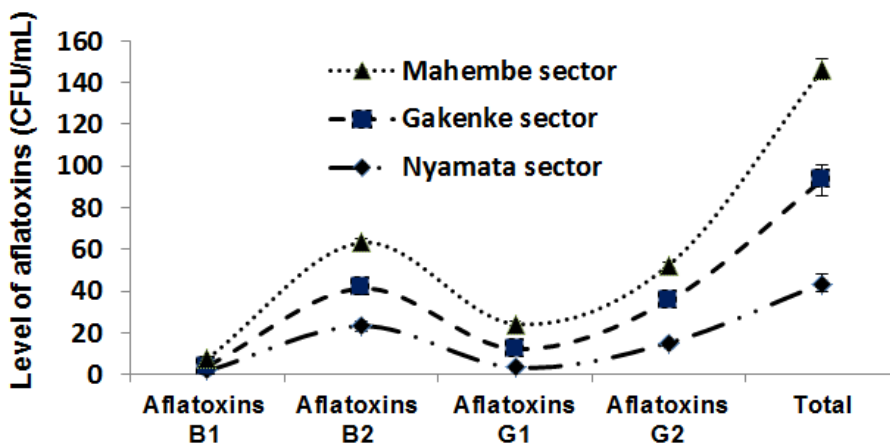 Level of aflatoxins (CFU/mL)
160
140
120
100
80
60
40
20
0
Mahembe sector
Gakenke sector
Nyamata sector
Aflatoxins B1
Aflatoxins B2
Aflatoxins G1
Aflatoxins G2
Total